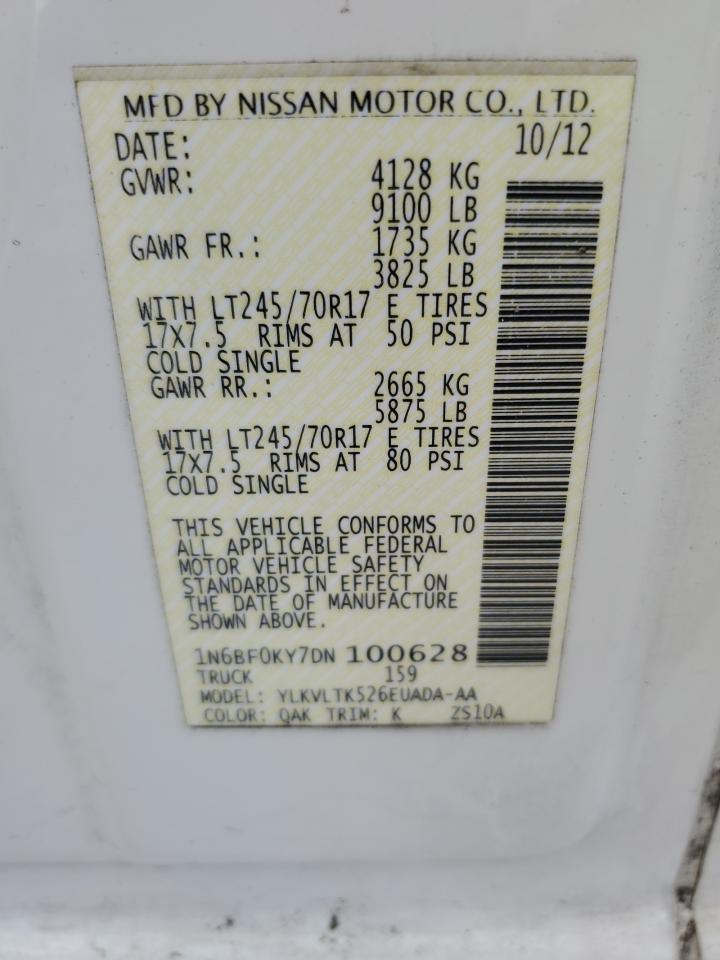 MFD BY NISSAN MOTOR CO., LTD.
DATE: 10/12
GVWR: 4128 KG
9100 LB
GAWR FR.: 1735 KG
3825 LB
WITH LT245/70R17 E TIRES
17X7.5 RIMS AT 50 PSI
COLD SINGLE
GAWR RR.: 2665 KG
5875 LB
WITH LT245/70R17 E TIRES
17X7.5 RIMS AT 80 PSI
COLD SINGLE
THIS VEHICLE CONFORMS TO
ALL APPLICABLE FEDERAL
MOTOR VEHICLE SAFETY
STANDARDS IN EFFECT ON
THE DATE OF MANUFACTURE
SHOWN ABOVE.
1N6BF0KY7DN 100628
TRUCK 159
MODEL: YLKVLTK526EUADA-AA
COLOR: QAK TRIM: K ZS10A